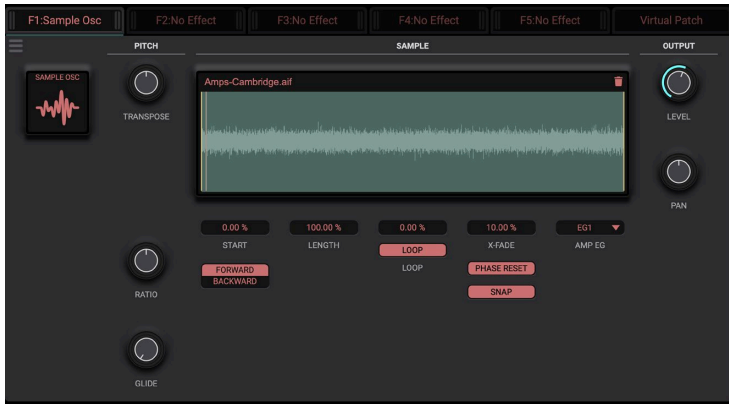 F1:Sample Osc
F2:No Effect
F3:No Effect
F4:No Effect
F5:No Effect
Virtual Patch
PITCH
SAMPLE
OUTPUT
SAMPLE OSC
TRANSPOSE
Amps-Cambridge.aif
LEVEL
PAN
0.00 %
100.00 %
0.00 %
10.00 %
EG1
START
LENGTH
LOOP
X-FADE
AMP EG
FORWARD
BACKWARD
LOOP
PHASE RESET
SNAP
RATIO
GLIDE